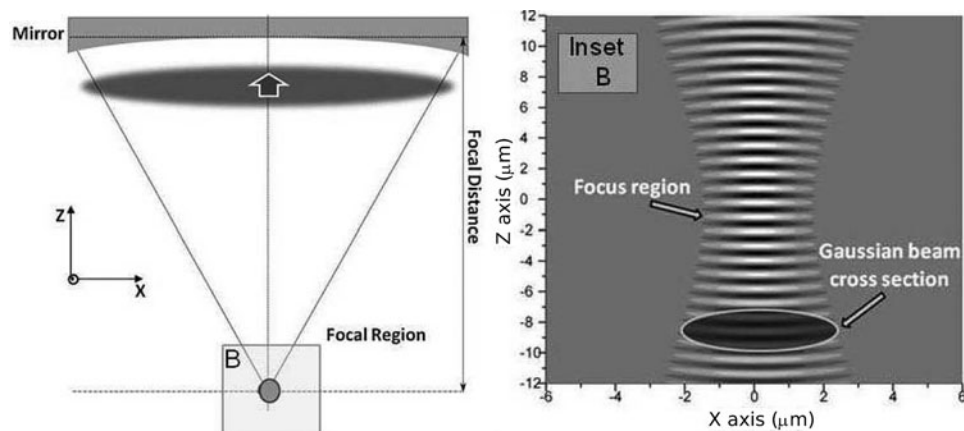 Mirror
Focal Distance
Z
X
Focal Region
B
Inset
B
Focus region
Gaussian beam
cross section
Z axis (μm)
12
10
8
6
4
2
0
-2
-4
-6
-8
-10
-12
-6
-4
-2
0
2
4
6
X axis (μm)